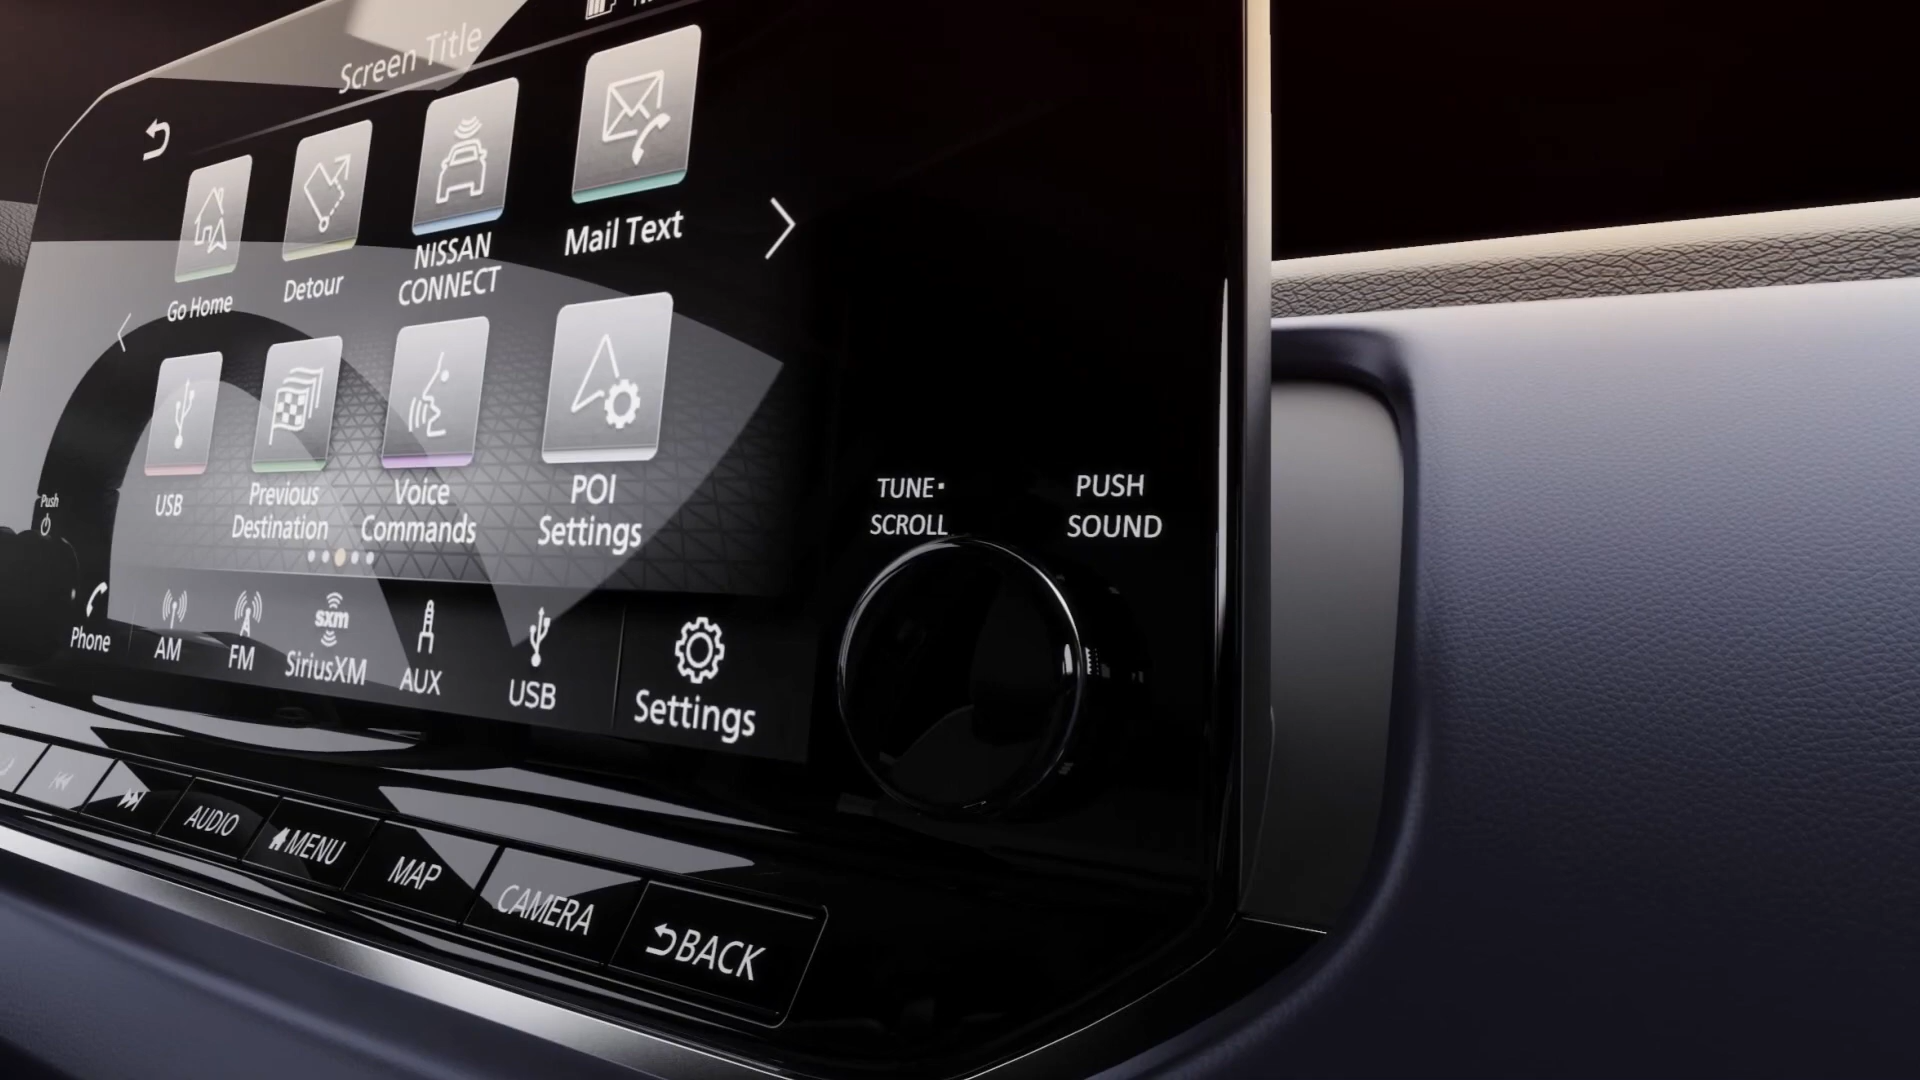 Screen Title
Go Home
Detour
NISSAN
CONNECT
Mail Text
USB
Previous
Destination
Voice
Commands
POI
Settings
Push
Phone
AM
FM
sxm
SiriusXM
AUX
USB
Settings
TUNE·
SCROLL
PUSH
SOUND
AUDIO
MENU
MAP
CAMERA
BACK